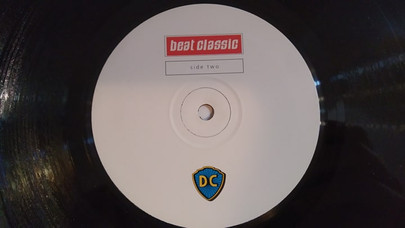 beat classic
side two
DC